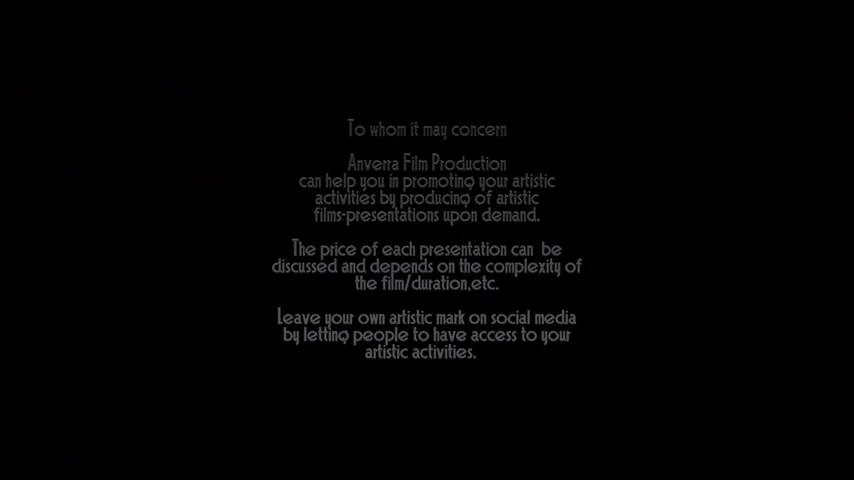 To whom it may concern
Anverra Film Production
can help you in promoting your artistic
activities by producing of artistic
films-presentations upon demand.
The price of each presentation can be
discussed and depends on the complexity of
the film/duration,etc.
Leave your own artistic mark on social media
by letting people to have access to your
artistic activities.